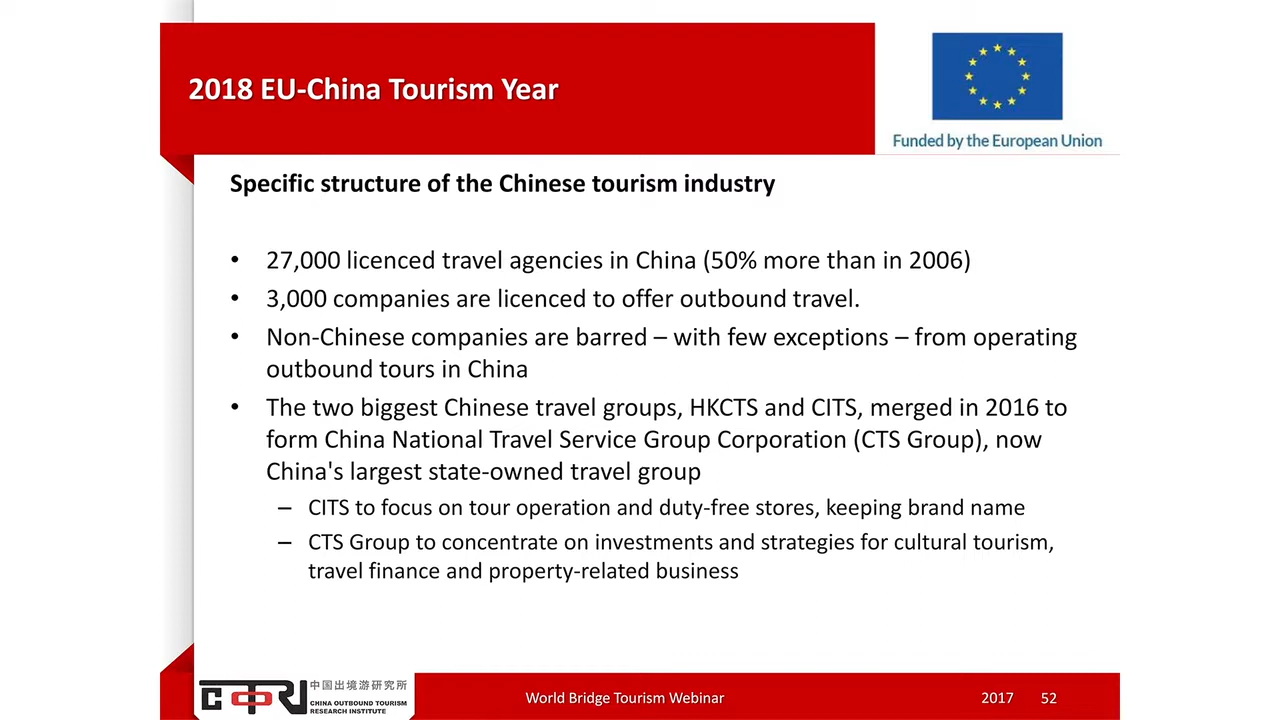 2018 EU-China Tourism Year
Funded by the European Union
Specific structure of the Chinese tourism industry
• 27,000 licenced travel agencies in China (50% more than in 2006)
• 3,000 companies are licenced to offer outbound travel.
• Non-Chinese companies are barred – with few exceptions – from operating
outbound tours in China
• The two biggest Chinese travel groups, HKCTS and CITS, merged in 2016 to
form China National Travel Service Group Corporation (CTS Group), now
China's largest state-owned travel group
– CITS to focus on tour operation and duty-free stores, keeping brand name
– CTS Group to concentrate on investments and strategies for cultural tourism,
travel finance and property-related business
COTRI
中国出境游研究所
CHINA OUTBOUND TOURISM
RESEARCH INSTITUTE
World Bridge Tourism Webinar
2017 52